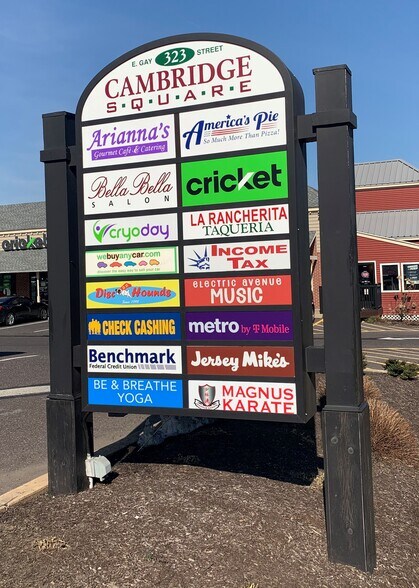 E. GAY 323 STREET
CAMBRIDGE
S·Q·U·A·R·E
Arianna's
Gourmet Café & Catering
America's Pie
So Much More Than Pizza!
Bella Bella
SALON
cricket
cryoday
LA RANCHERITA
TAQUERIA
webuyanycar.com
INCOME
TAX
Disc Hounds
electric avenue
MUSIC
CHECK CASHING
metro by T Mobile
Benchmark
Federal Credit Union
Jersey Mike's
BE & BREATHE
YOGA
MAGNUS
KARATE
cricket